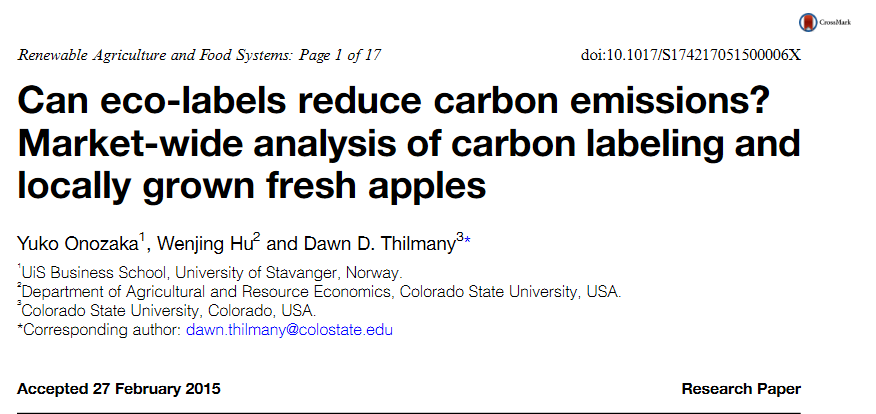 CrossMark
Renewable Agriculture and Food Systems: Page 1 of 17 doi:10.1017/S174217051500006X
Can eco-labels reduce carbon emissions?
Market-wide analysis of carbon labeling and
locally grown fresh apples
Yuko Onozaka1, Wenjing Hu2 and Dawn D. Thilmany3*
1UiS Business School, University of Stavanger, Norway.
2Department of Agricultural and Resource Economics, Colorado State University, USA.
3Colorado State University, Colorado, USA.
*Corresponding author: dawn.thilmany@colostate.edu
Accepted 27 February 2015 Research Paper